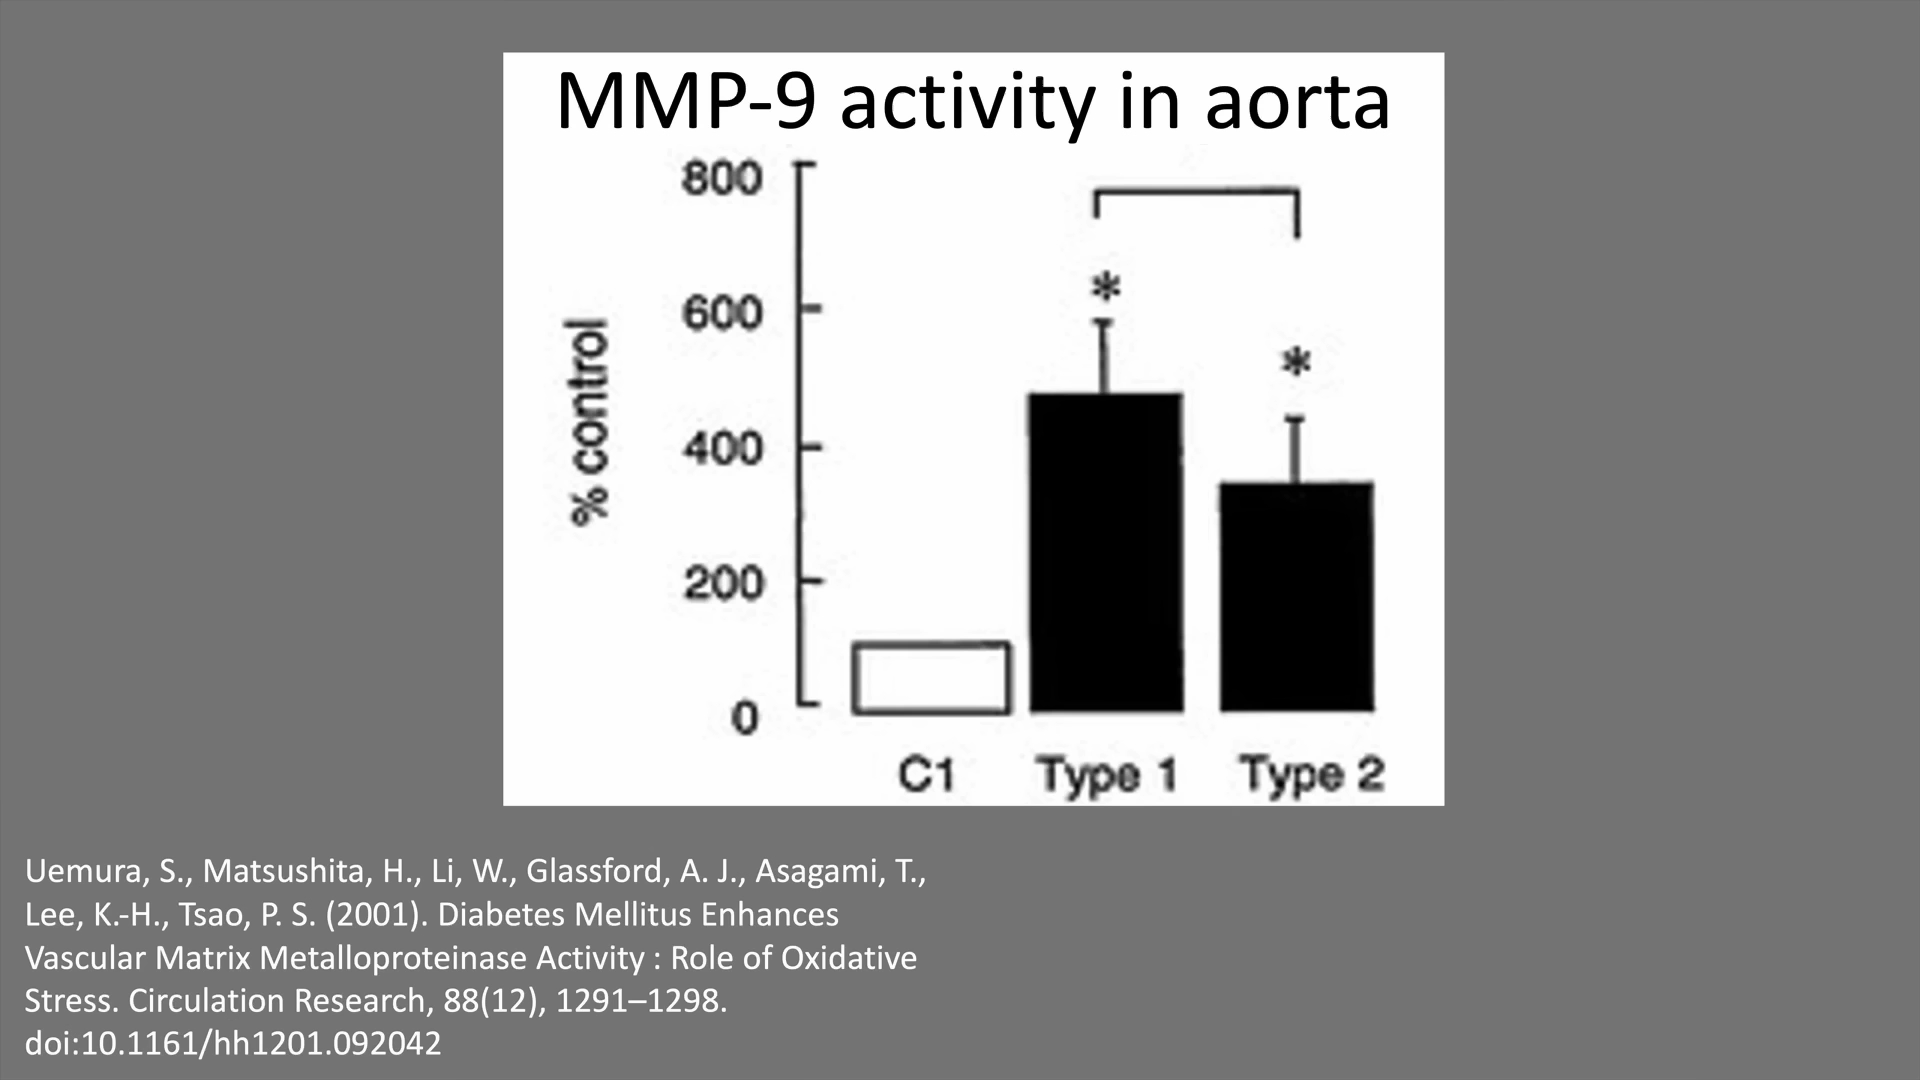 MMP-9 activity in aorta
800
600
400
200
0
% control
*
*
C1 Type 1 Type 2
Uemura, S., Matsushita, H., Li, W., Glassford, A. J., Asagami, T.,
Lee, K.-H., Tsao, P. S. (2001). Diabetes Mellitus Enhances
Vascular Matrix Metalloproteinase Activity : Role of Oxidative
Stress. Circulation Research, 88(12), 1291–1298.
doi:10.1161/hh1201.092042